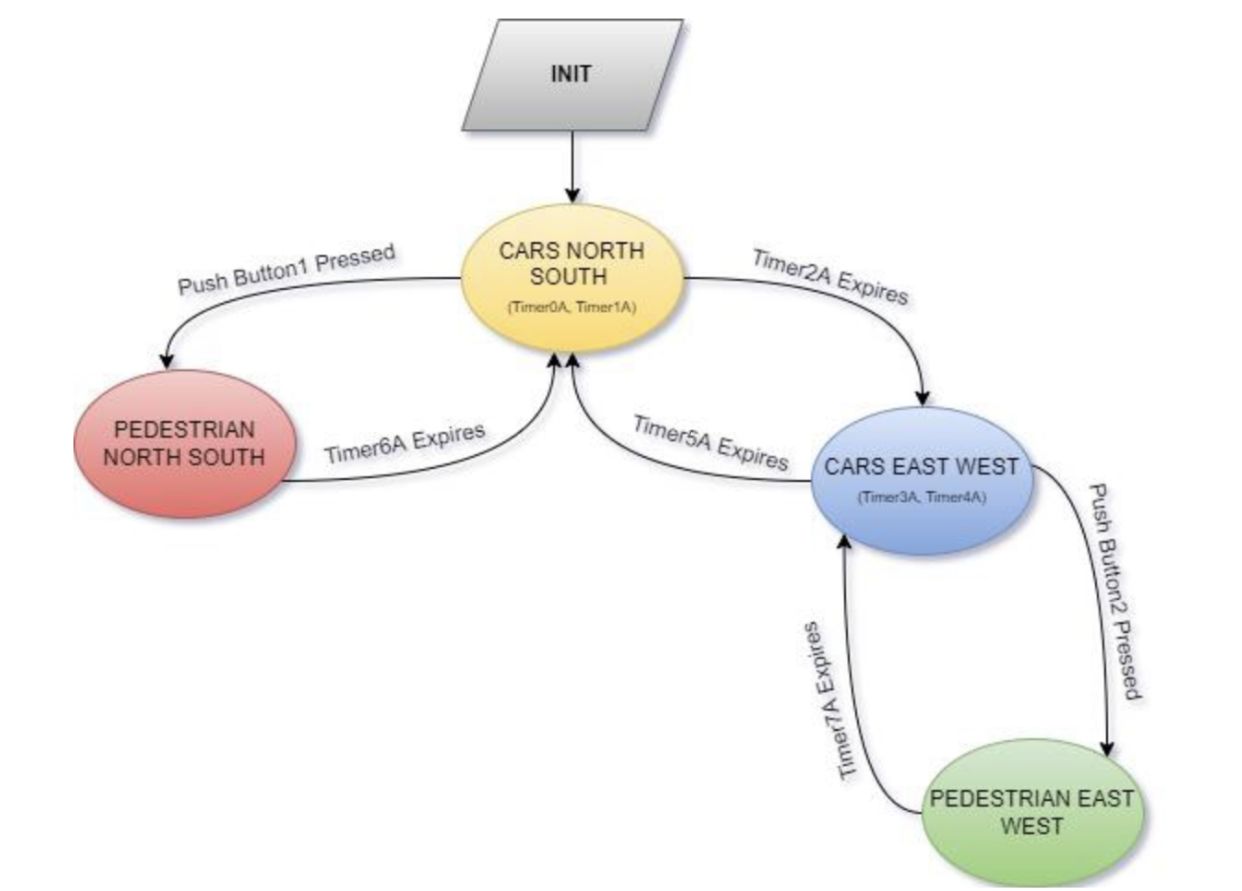 INIT
CARS NORTH
SOUTH
(Timer0A, Timer1A)
Push Button1 Pressed
Timer2A Expires
PEDESTRIAN
NORTH SOUTH
Timer6A Expires
Timer5A Expires
CARS EAST WEST
(Timer3A, Timer4A)
Push Button2 Pressed
Timer7A Expires
PEDESTRIAN EAST
WEST